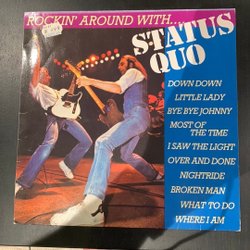 ROCKIN' AROUND WITH....
STATUS
QUO
DOWN DOWN
LITTLE LADY
BYE BYE JOHNNY
MOST OF
THE TIME
I SAW THE LIGHT
OVER AND DONE
NIGHTRIDE
BROKEN MAN
WHAT TO DO
WHERE I AM